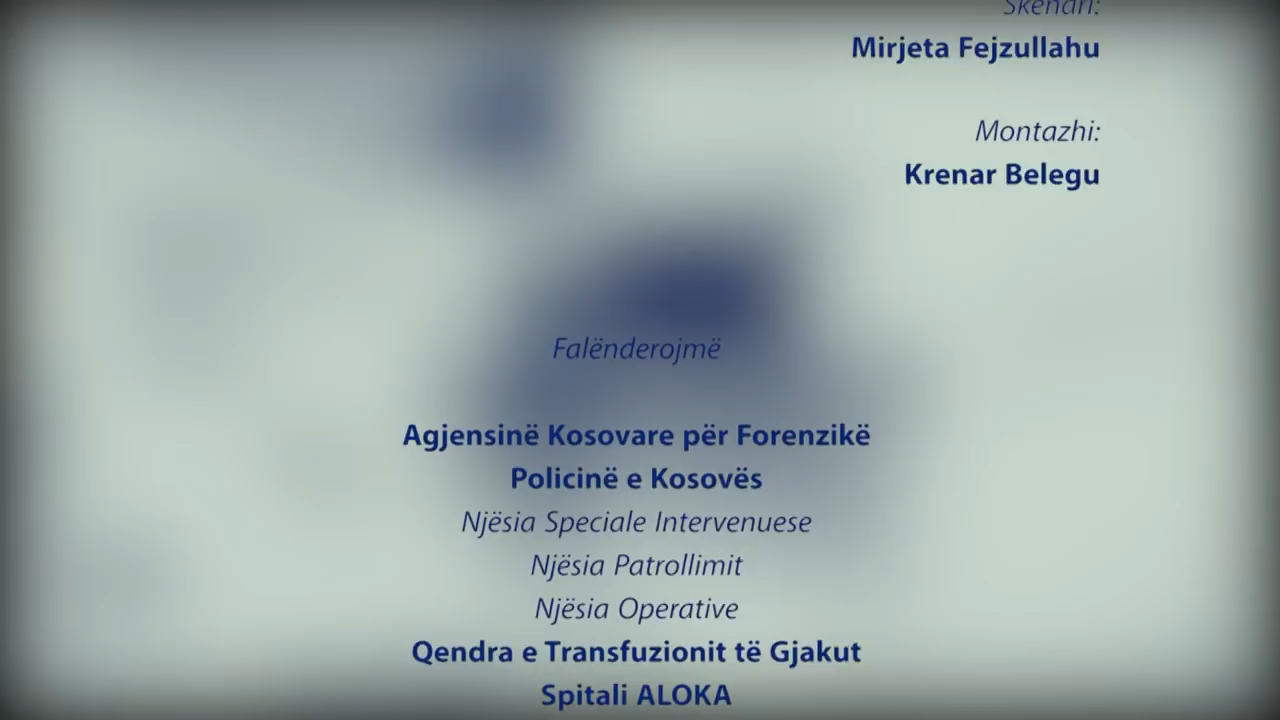 Skenari:
Mirjeta Fejzullahu
Montazhi:
Krenar Belegu
Falënderojmë
Agjensinë Kosovare për Forenzikë
Policinë e Kosovës
Njësia Speciale Intervenuese
Njësia Patrollimit
Njësia Operative
Qendra e Transfuzionit të Gjakut
Spitali ALOKA